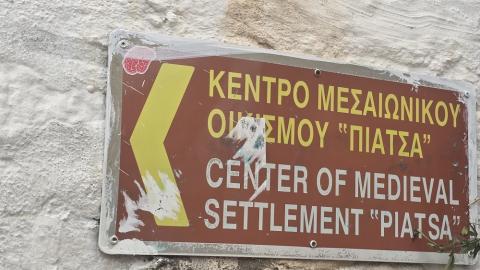 ΚΕΝΤΡΟ ΜΕΣΑΙΩΝΙΚΟΥ
ΟΙΚΙΣΜΟΥ "ΠΙΑΤΣΑ"
CENTER OF MEDIEVAL
SETTLEMENT "PIATSA"